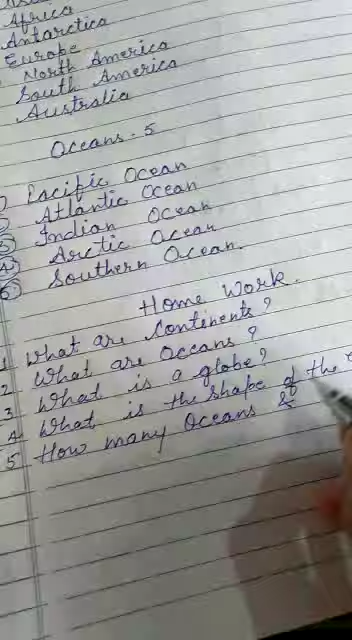 Africa
Antarctica
Europe
North America
South America
Australia
Oceans - 5
Pacific Ocean
Atlantic Ocean
3 Indian Ocean
4 Arctic Ocean
5 Southern Ocean.
Home Work.
1 What are Continents?
2 What are Oceans?
3 What is a globe?
4 What is the shape of the
5 How many Oceans &